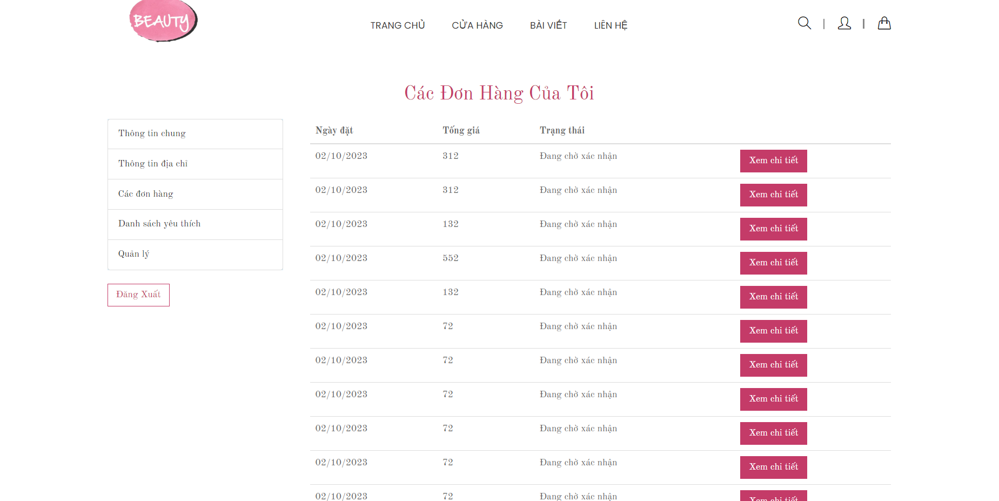 BEAUTY
TRANG CHỦ CỬA HÀNG BÀI VIẾT LIÊN HỆ
Các Đơn Hàng Của Tôi
Thông tin chung
Thông tin địa chỉ
Các đơn hàng
Danh sách yêu thích
Quản lý
Đăng Xuất
Ngày đặt Tổng giá Trạng thái
02/10/2023 312 Đang chờ xác nhận Xem chi tiết
02/10/2023 312 Đang chờ xác nhận Xem chi tiết
02/10/2023 132 Đang chờ xác nhận Xem chi tiết
02/10/2023 552 Đang chờ xác nhận Xem chi tiết
02/10/2023 132 Đang chờ xác nhận Xem chi tiết
02/10/2023 72 Đang chờ xác nhận Xem chi tiết
02/10/2023 72 Đang chờ xác nhận Xem chi tiết
02/10/2023 72 Đang chờ xác nhận Xem chi tiết
02/10/2023 72 Đang chờ xác nhận Xem chi tiết
02/10/2023 72 Đang chờ xác nhận Xem chi tiết
02/10/2023 72 Đang chờ xác nhận Xem chi tiết